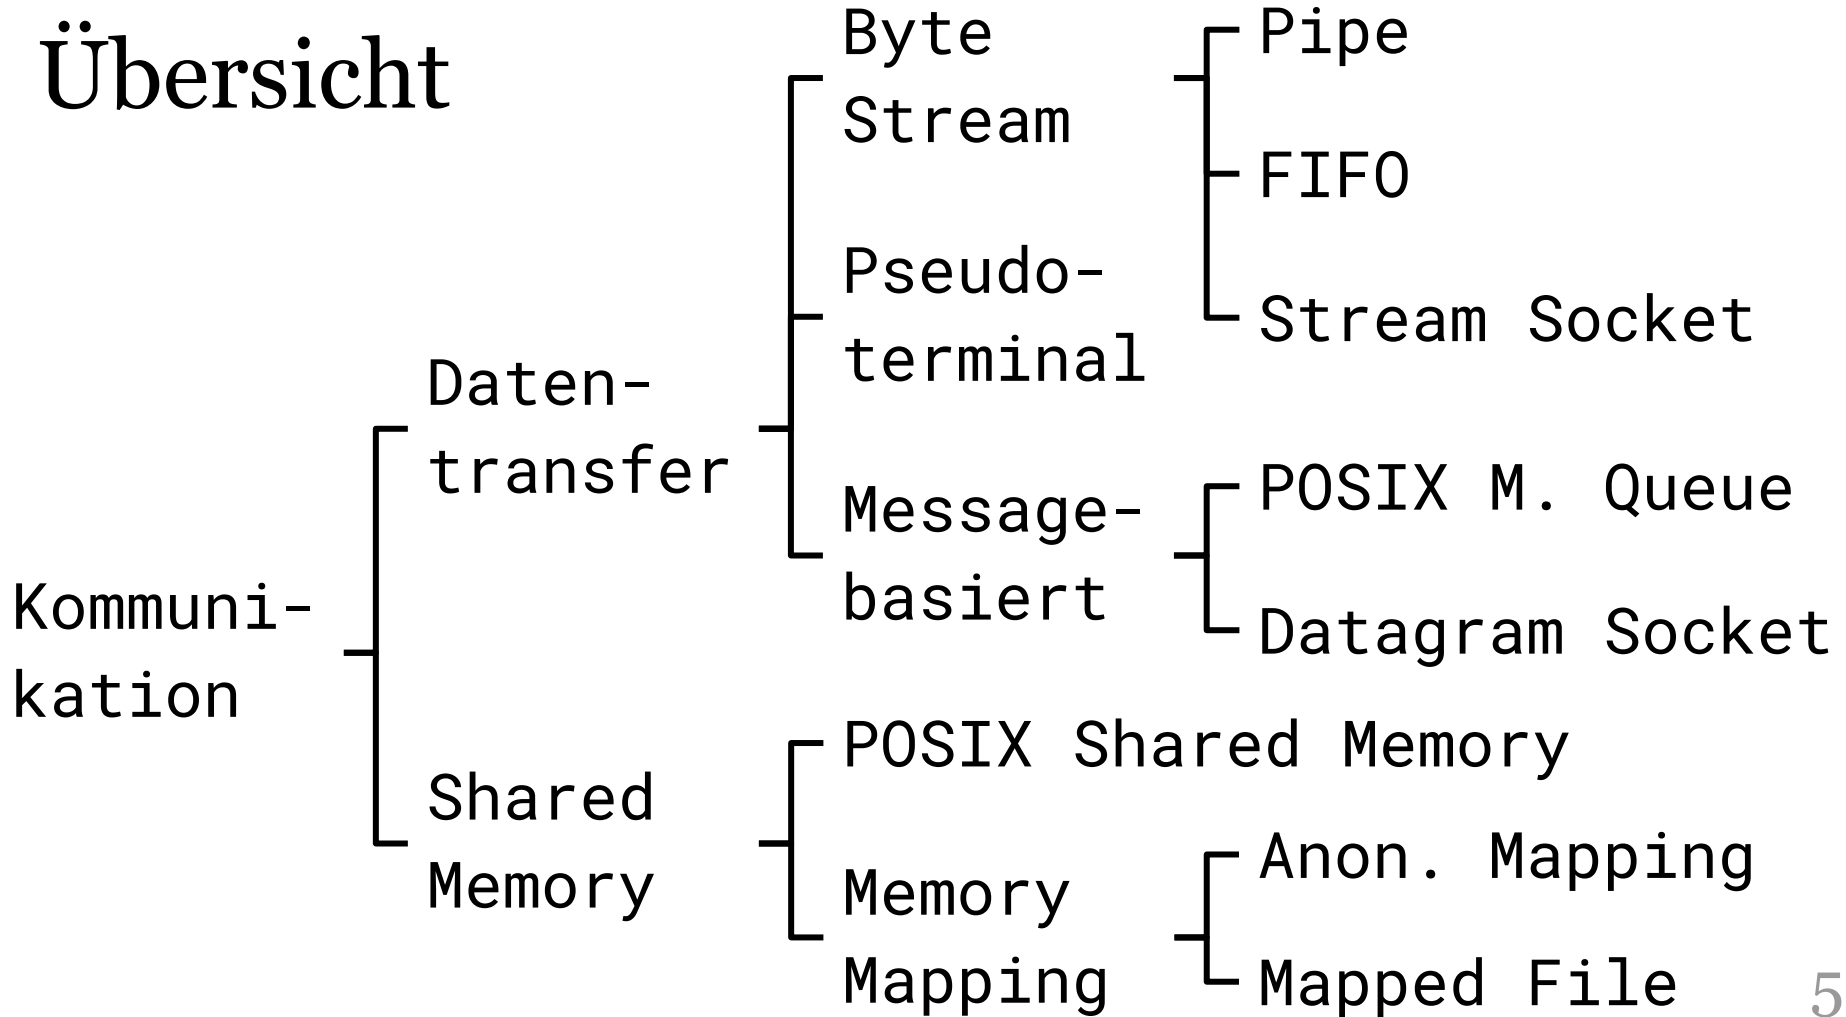 Übersicht
Kommuni-
kation
Daten-
transfer
Byte
Stream
Pipe
FIFO
Stream Socket
Pseudo-
terminal
Message-
basiert
POSIX M. Queue
Datagram Socket
Shared
Memory
POSIX Shared Memory
Memory
Mapping
Anon. Mapping
Mapped File
5